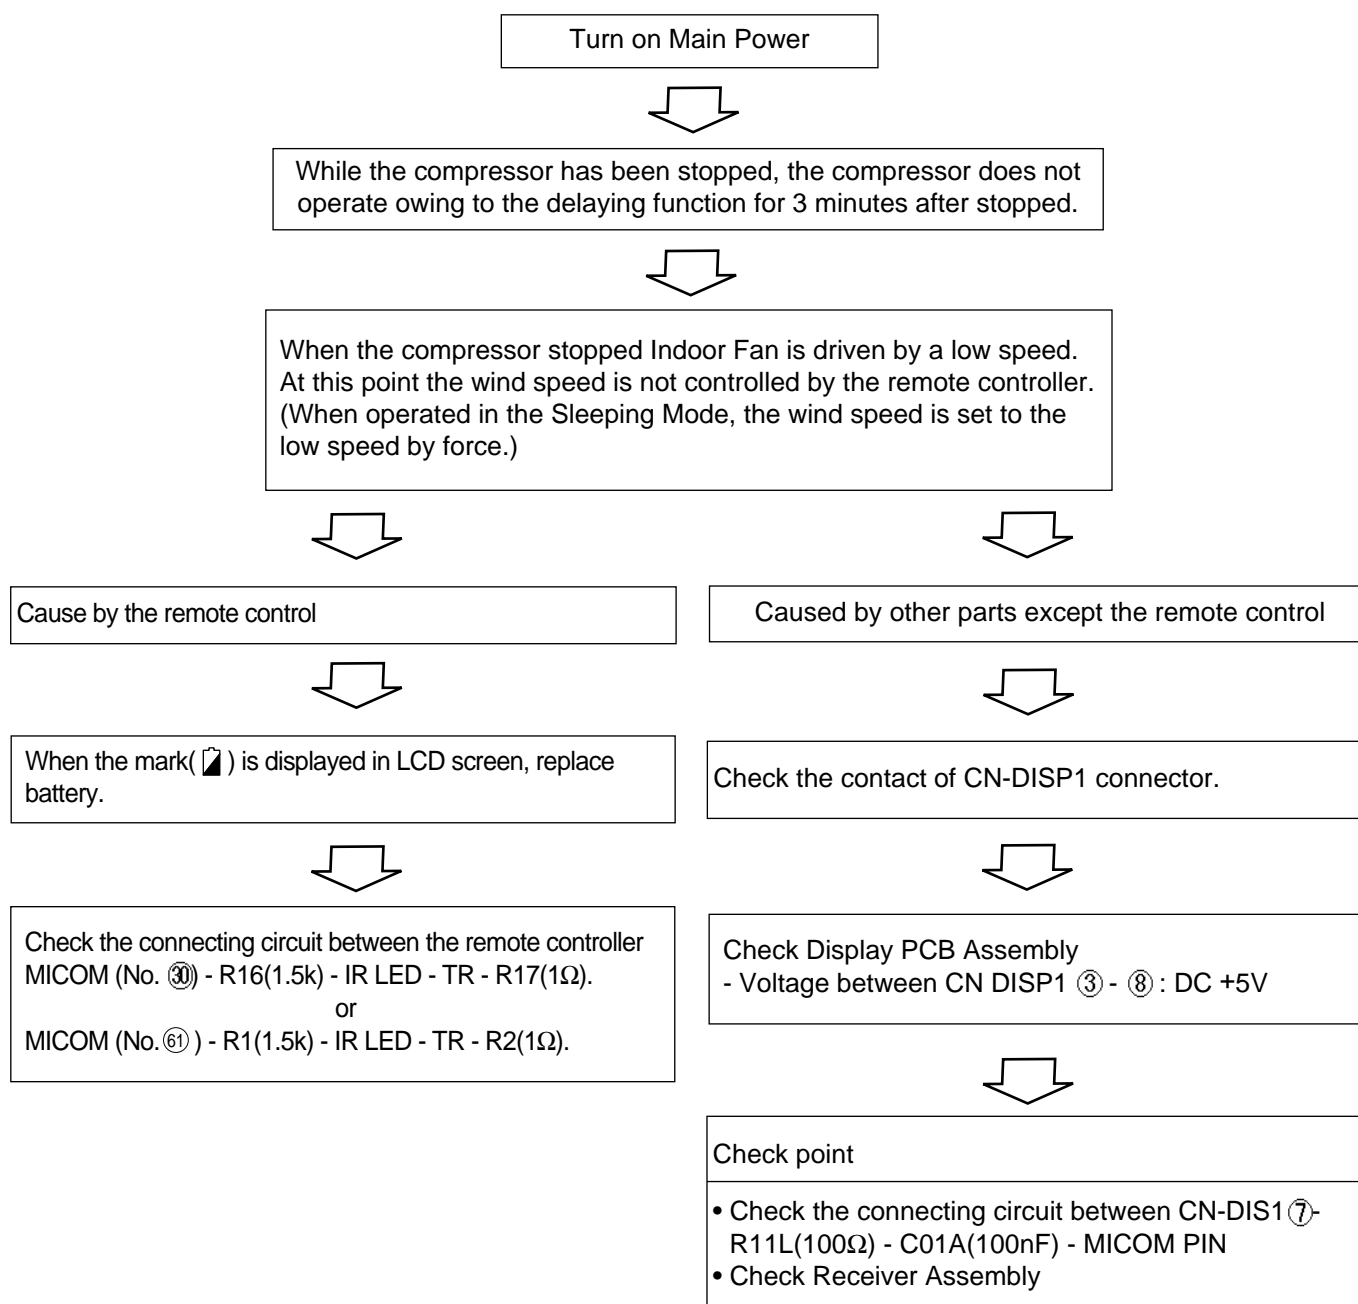 Turn on Main Power
While the compressor has been stopped, the compressor does not
operate owing to the delaying function for 3 minutes after stopped.
When the compressor stopped Indoor Fan is driven by a low speed.
At this point the wind speed is not controlled by the remote controller.
(When operated in the Sleeping Mode, the wind speed is set to the
low speed by force.)
Cause by the remote control
When the mark( ) is displayed in LCD screen, replace
battery.
Check the connecting circuit between the remote controller
MICOM (No. ㉚) - R16(1.5k) - IR LED - TR - R17(1Ω).
or
MICOM (No. 61 ) - R1(1.5k) - IR LED - TR - R2(1Ω).
Caused by other parts except the remote control
Check the contact of CN-DISP1 connector.
Check Display PCB Assembly
- Voltage between CN DISP1 ③ - ⑧ : DC +5V
Check point
• Check the connecting circuit between CN-DIS1⑦-
R11L(100Ω) - C01A(100nF) - MICOM PIN
• Check Receiver Assembly